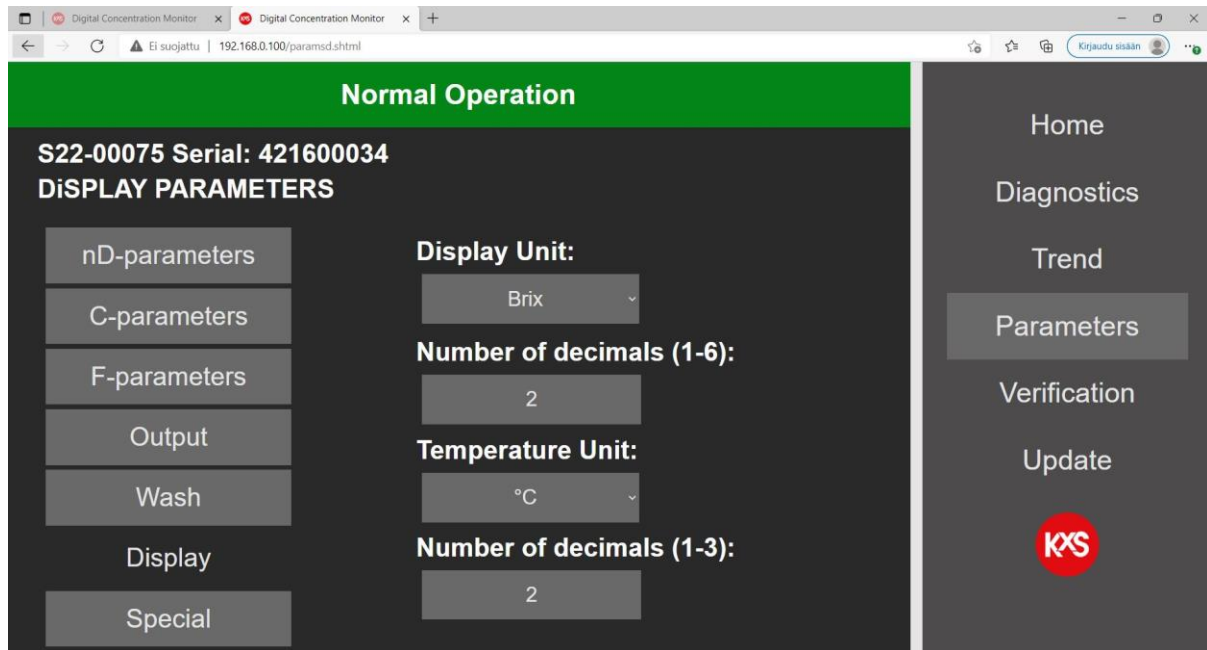 Digital Concentration Monitor
Digital Concentration Monitor
Ei suojattu | 192.168.0.100/paramsd.shtml
Kirjaudu sisään
Normal Operation
S22-00075 Serial: 421600034
DiSPLAY PARAMETERS
nD-parameters
C-parameters
F-parameters
Output
Wash
Display
Special
Display Unit:
Brix
Number of decimals (1-6):
2
Temperature Unit:
°C
Number of decimals (1-3):
2
Home
Diagnostics
Trend
Parameters
Verification
Update
KXS